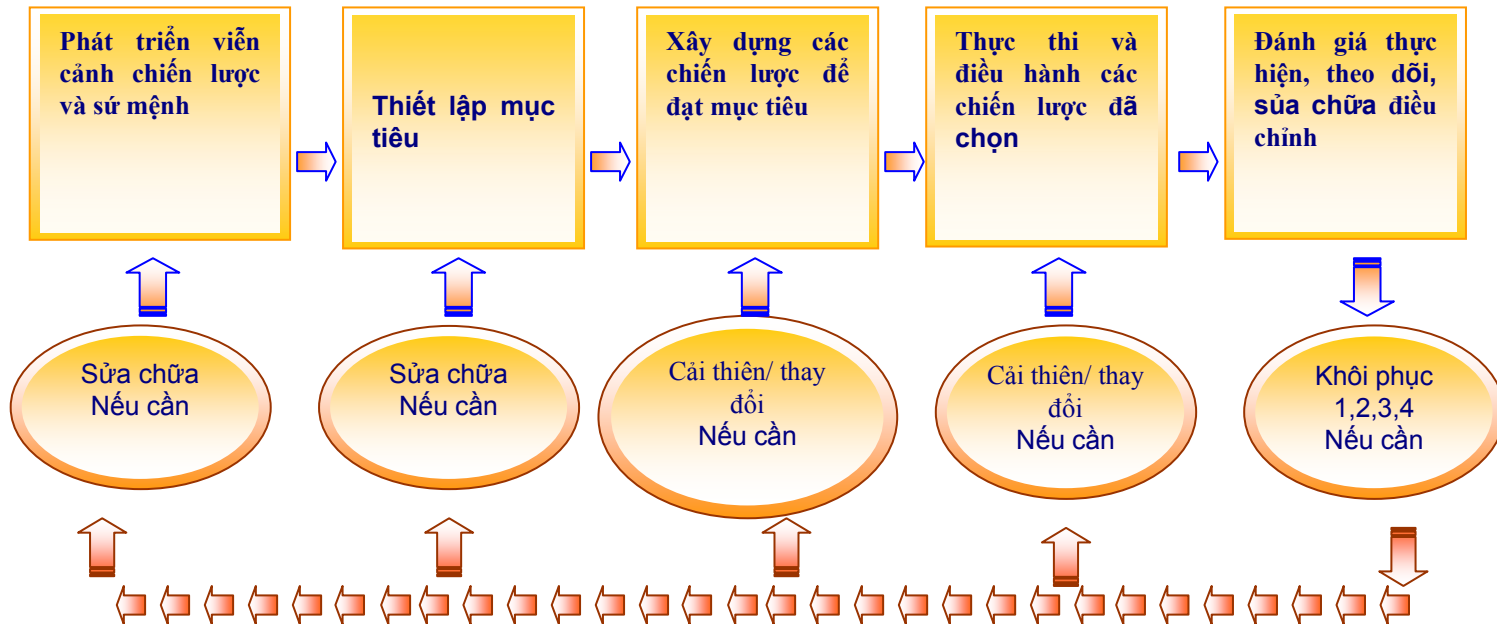 Phát triển viễn
cảnh chiến lược
và sứ mệnh
Thiết lập mục
tiêu
Xây dựng các
chiến lược để
đạt mục tiêu
Thực thi và
điều hành các
chiến lược đã
chọn
Đánh giá thực
hiện, theo dõi,
sủa chữa điều
chỉnh
Sửa chữa
Nếu cần
Sửa chữa
Nếu cần
Cải thiên/ thay
đổi
Nếu cần
Cải thiên/ thay
đổi
Nếu cần
Khôi phục
1,2,3,4
Nếu cần